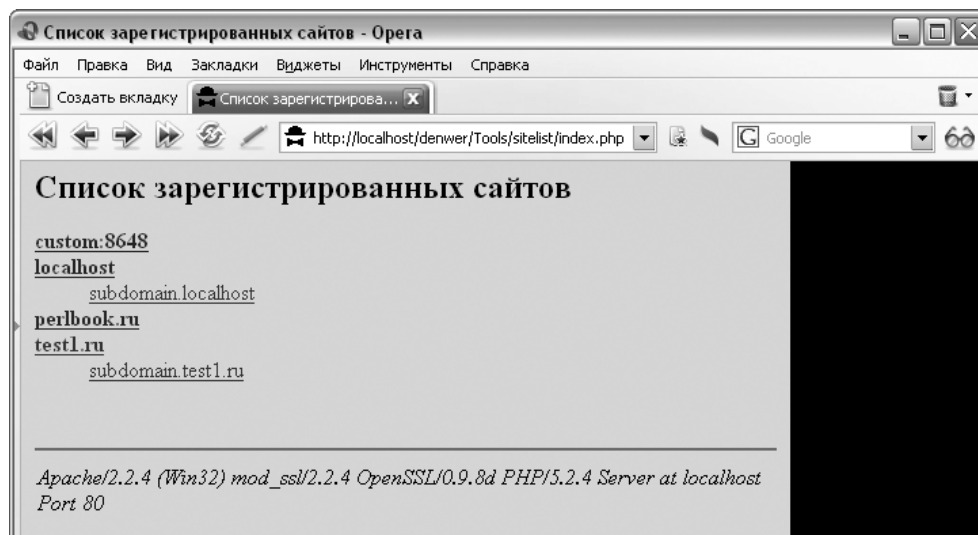 Список зарегистрированных сайтов - Opera
Файл Правка Вид Закладки Виджеты Инструменты Справка
Создать вкладку Список зарегистрирова...
http://localhost/denwer/Tools/sitelist/index.php G Google
Список зарегистрированных сайтов
custom:8648
localhost
subdomain.localhost
perlbook.ru
test1.ru
subdomain.test1.ru
Apache/2.2.4 (Win32) mod_ssl/2.2.4 OpenSSL/0.9.8d PHP/5.2.4 Server at localhost
Port 80